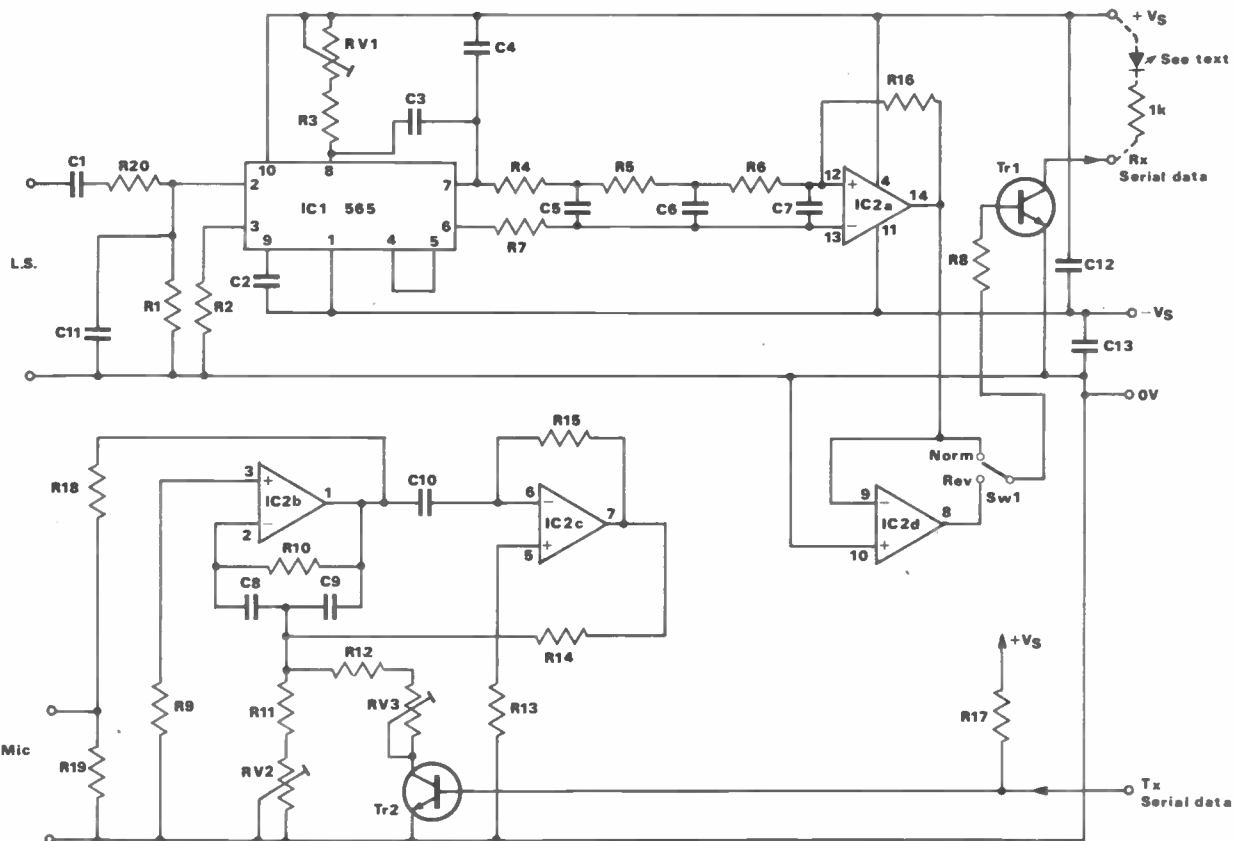 + VS
RV1
C4
See text
R16
C3
R3
1k
C1
R20
10
8
R4
R5
R6
Tr1
Rx
Serial data
2
7
12
+
4
14
IC1 565
C5
C6
C7
IC2a
3
6
13
−
11
9
1
4
5
R7
R8
L.S.
C2
C12
R1
R2
−VS
C11
C13
0V
R15
Norm
R18
3
+
IC2b
1
C10
6
−
Rev
Sw1
2
−
IC2c
7
9
−
IC2d
8
R10
5
+
10
+
C8
C9
R14
+VS
R12
R9
R11
RV3
R13
R17
Mic
R19
RV2
Tr2
Tx
Serial data